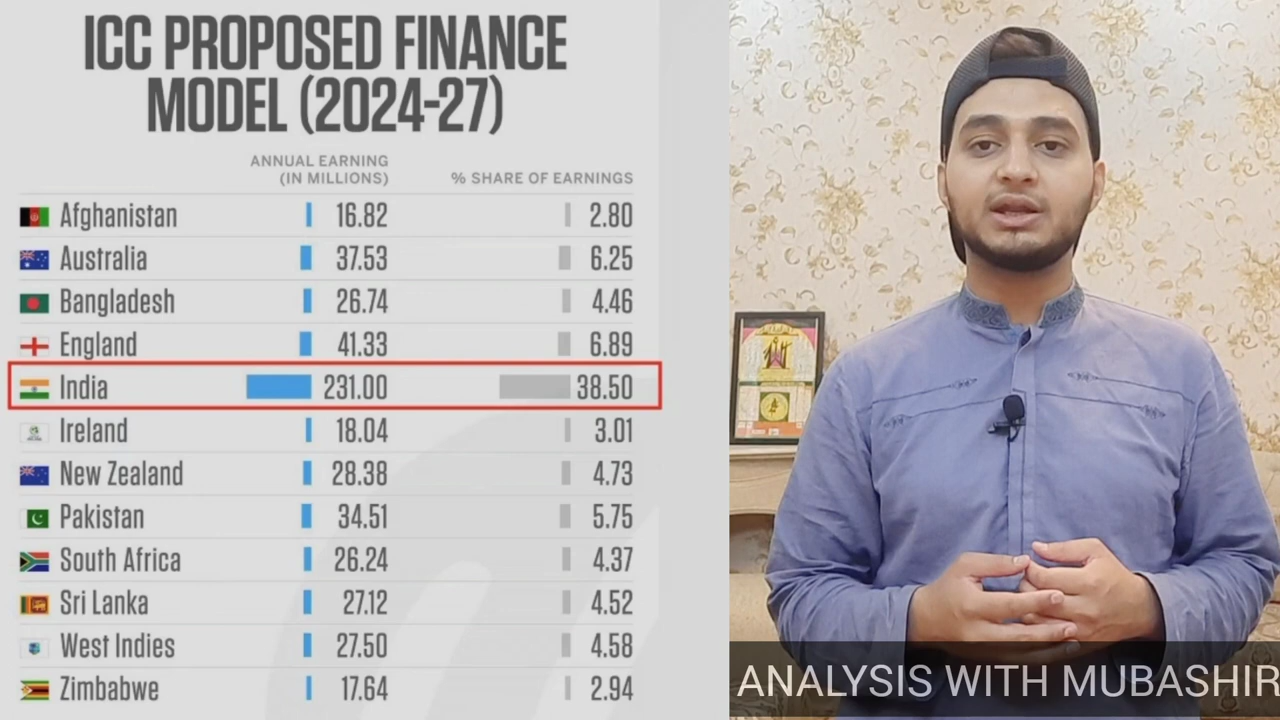 ICC PROPOSED FINANCE
MODEL (2024-27)
ANNUAL EARNING
(IN MILLIONS) % SHARE OF EARNINGS
Afghanistan 16.82 2.80
Australia 37.53 6.25
Bangladesh 26.74 4.46
England 41.33 6.89
India 231.00 38.50
Ireland 18.04 3.01
New Zealand 28.38 4.73
Pakistan 34.51 5.75
South Africa 26.24 4.37
Sri Lanka 27.12 4.52
West Indies 27.50 4.58
Zimbabwe 17.64 2.94
ANALYSIS WITH MUBASHIR